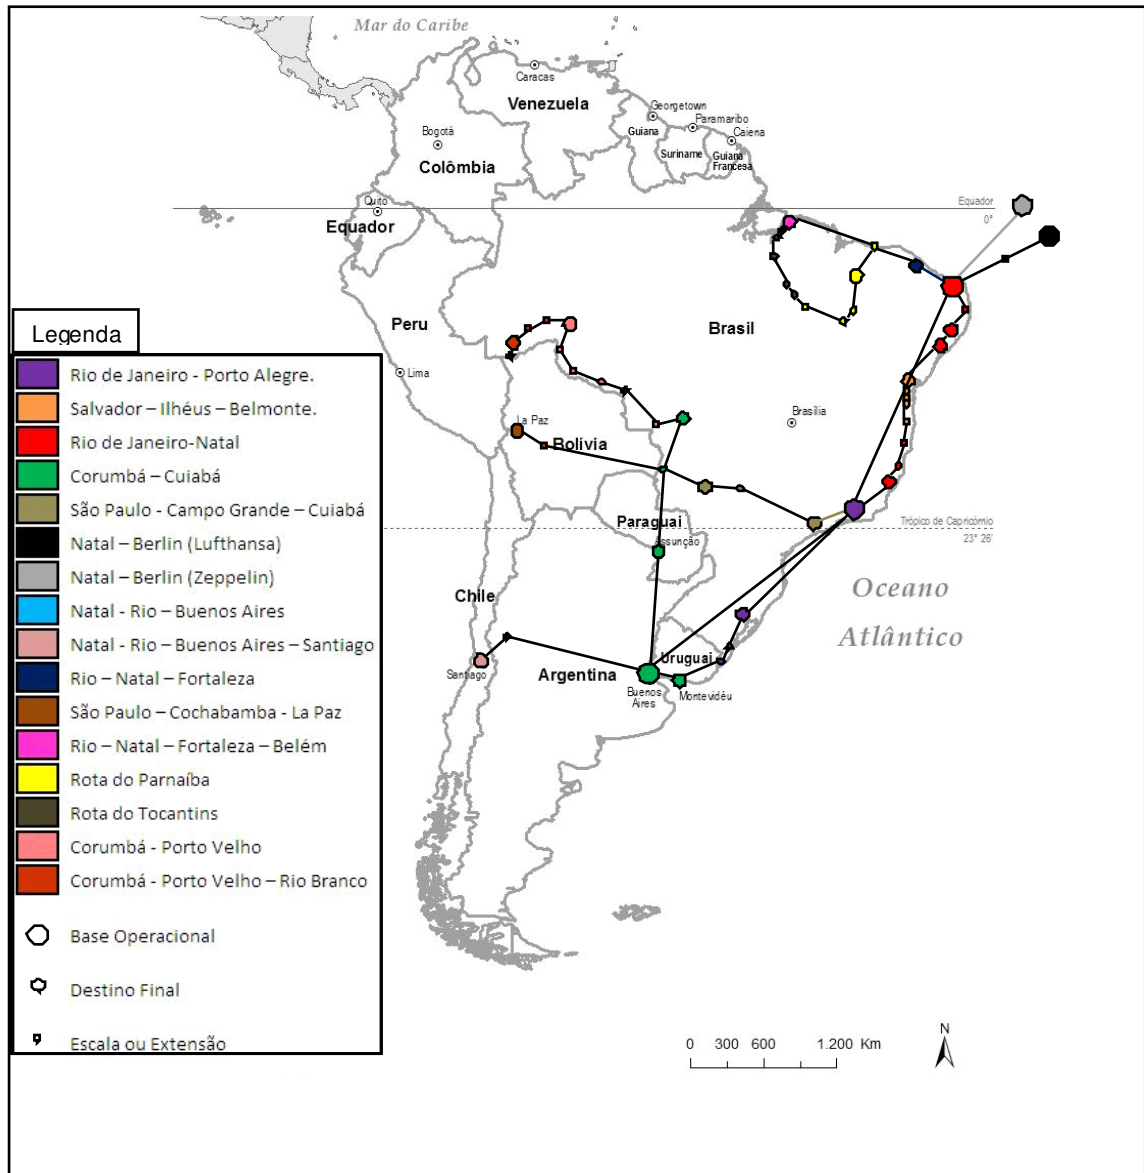 Mar do Caribe
Caracas
Venezuela
Georgetown
Paramaribo
Guiana
Caiena
Suriname
Guiana
Francesa
Bogotá
Colômbia
Quito
Equador
Equador
0°
Peru
Brasil
Lima
Brasília
La Paz
Bolívia
Paraguai
Assunção
Trópico de Capricórnio
23° 26'
Chile
Oceano
Atlântico
Santiago
Argentina
Uruguai
Buenos
Aires
Montevidéu
Legenda
Rio de Janeiro - Porto Alegre.
Salvador – Ilhéus – Belmonte.
Rio de Janeiro-Natal
Corumbá – Cuiabá
São Paulo - Campo Grande – Cuiabá
Natal – Berlin (Lufthansa)
Natal – Berlin (Zeppelin)
Natal - Rio – Buenos Aires
Natal - Rio – Buenos Aires – Santiago
Rio – Natal – Fortaleza
São Paulo – Cochabamba - La Paz
Rio – Natal – Fortaleza – Belém
Rota do Parnaíba
Rota do Tocantins
Corumbá - Porto Velho
Corumbá - Porto Velho – Rio Branco
Base Operacional
Destino Final
Escala ou Extensão
0 300 600 1.200 Km
N